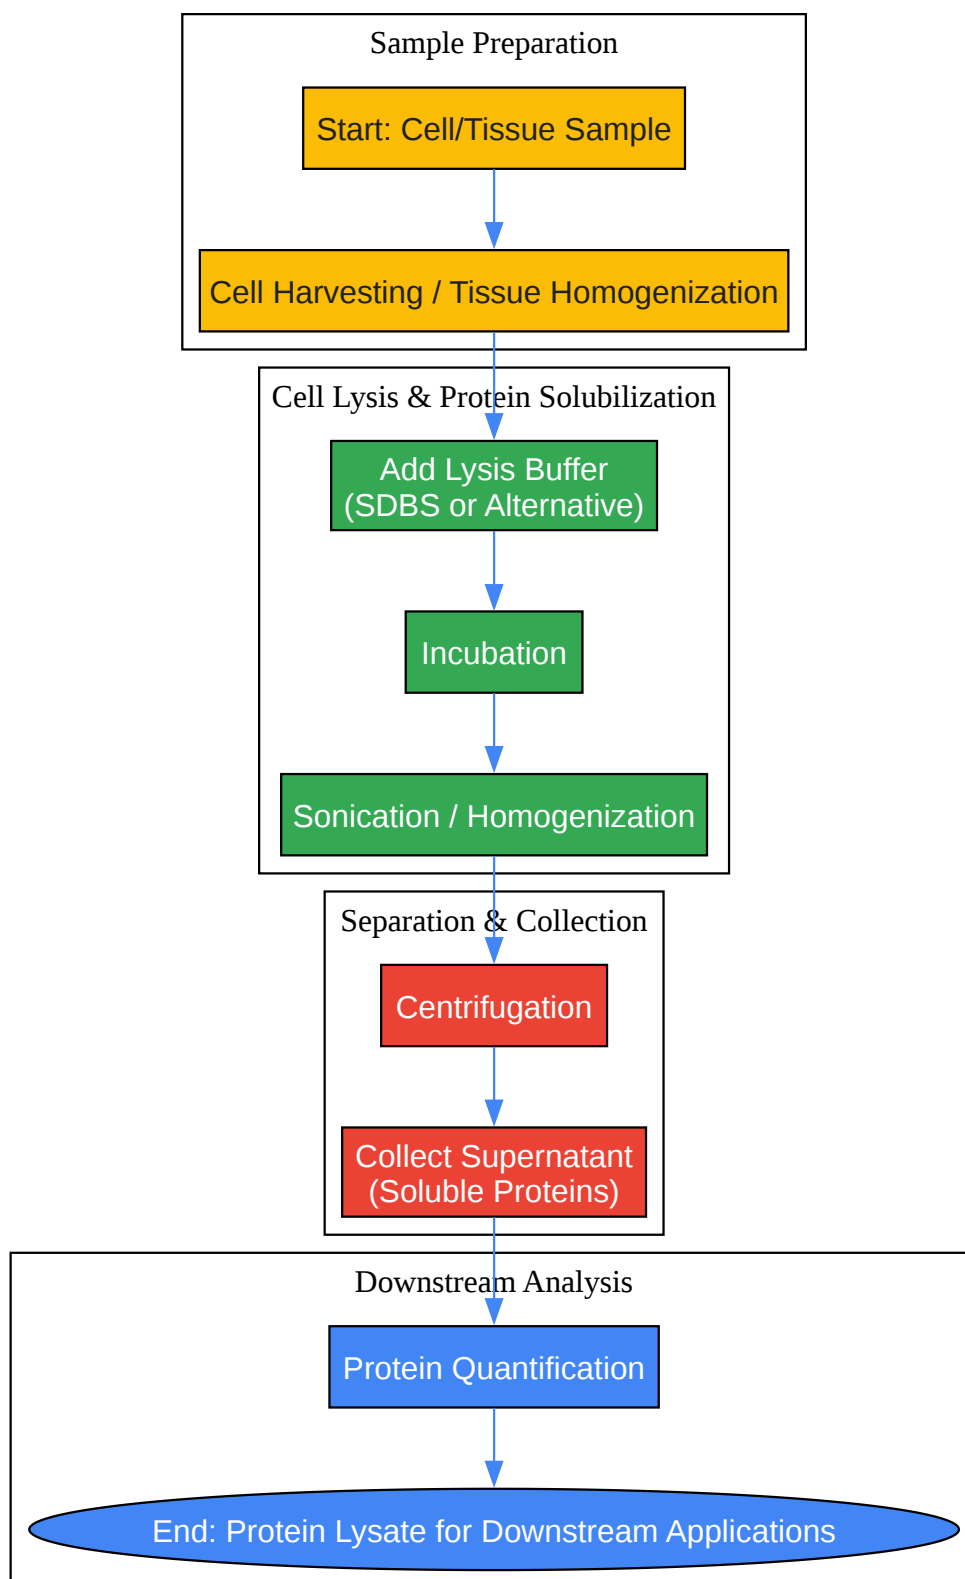 Sample Preparation
Start: Cell/Tissue Sample
Cell Harvesting / Tissue Homogenization
Cell Lysis & Protein Solubilization
Add Lysis Buffer
(SDBS or Alternative)
Incubation
Sonication / Homogenization
Separation & Collection
Centrifugation
Collect Supernatant
(Soluble Proteins)
Downstream Analysis
Protein Quantification
End: Protein Lysate for Downstream Applications